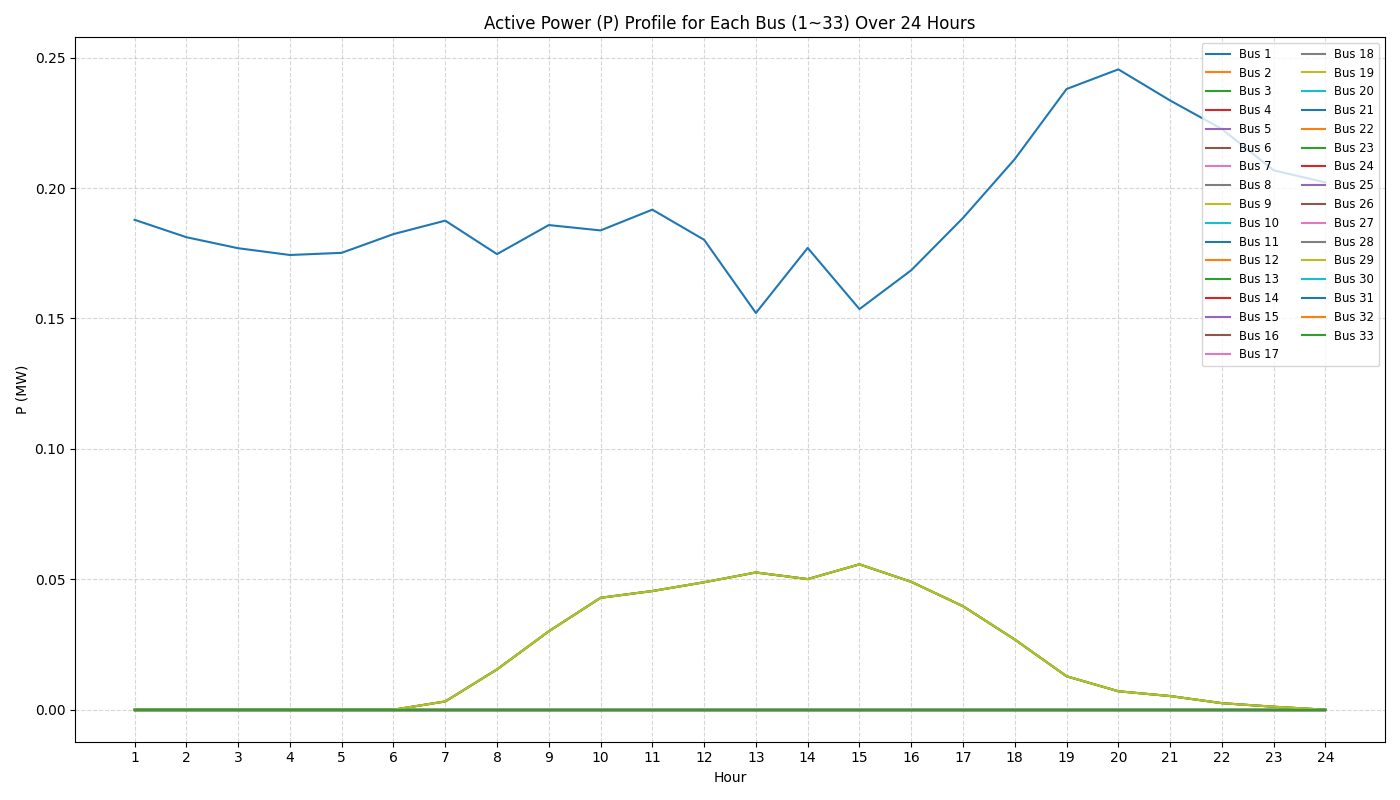 Active Power (P) Profile for Each Bus (1~33) Over 24 Hours
0.25
0.20
0.15
0.10
0.05
0.00
P (MW)
1 2 3 4 5 6 7 8 9 10 11 12 13 14 15 16 17 18 19 20 21 22 23 24
Hour
Bus 1
Bus 2
Bus 3
Bus 4
Bus 5
Bus 6
Bus 7
Bus 8
Bus 9
Bus 10
Bus 11
Bus 12
Bus 13
Bus 14
Bus 15
Bus 16
Bus 17
Bus 18
Bus 19
Bus 20
Bus 21
Bus 22
Bus 23
Bus 24
Bus 25
Bus 26
Bus 27
Bus 28
Bus 29
Bus 30
Bus 31
Bus 32
Bus 33